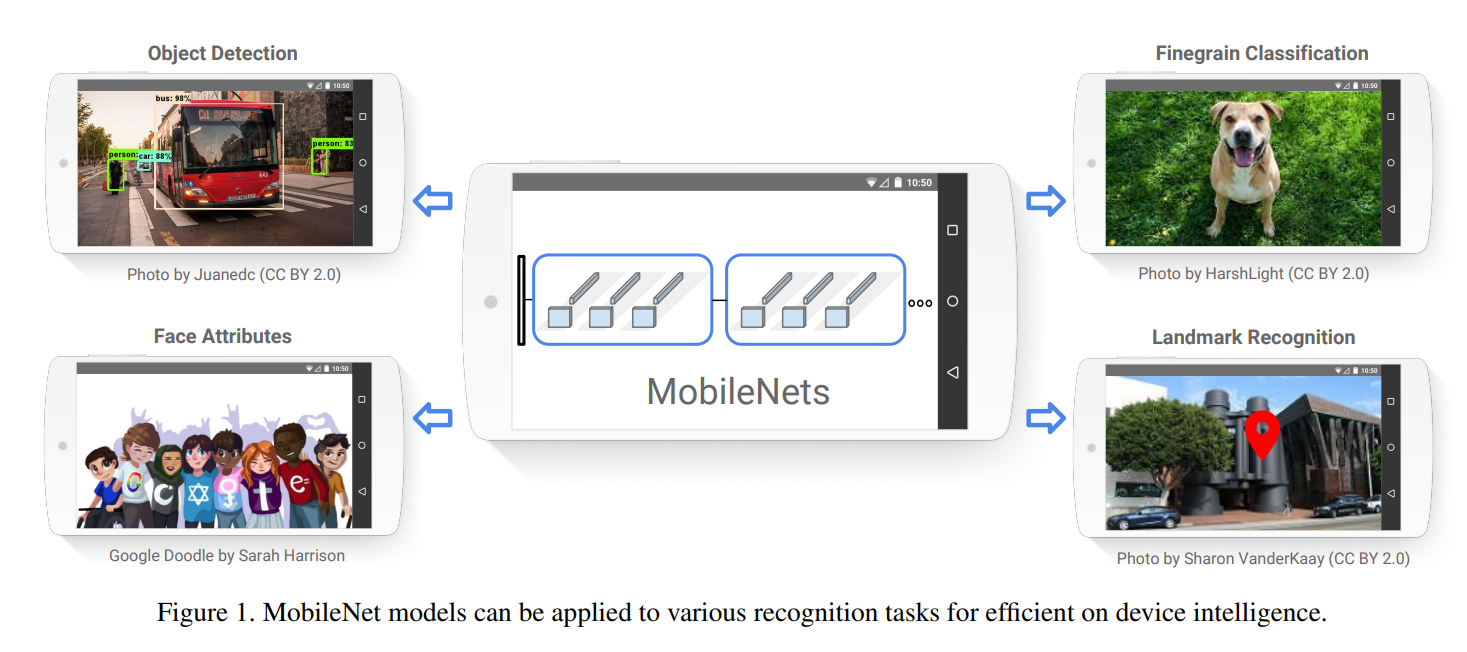 Object Detection
10:50
bus: 98%
person:
car: 88%
person: 83
645
Photo by Juanedc (CC BY 2.0)
Face Attributes
10:50
G
C
e=
Google Doodle by Sarah Harrison
10:50
MobileNets
Finegrain Classification
10:50
Photo by HarshLight (CC BY 2.0)
Landmark Recognition
10:50
Photo by Sharon VanderKaay (CC BY 2.0)
Figure 1. MobileNet models can be applied to various recognition tasks for efficient on device intelligence.